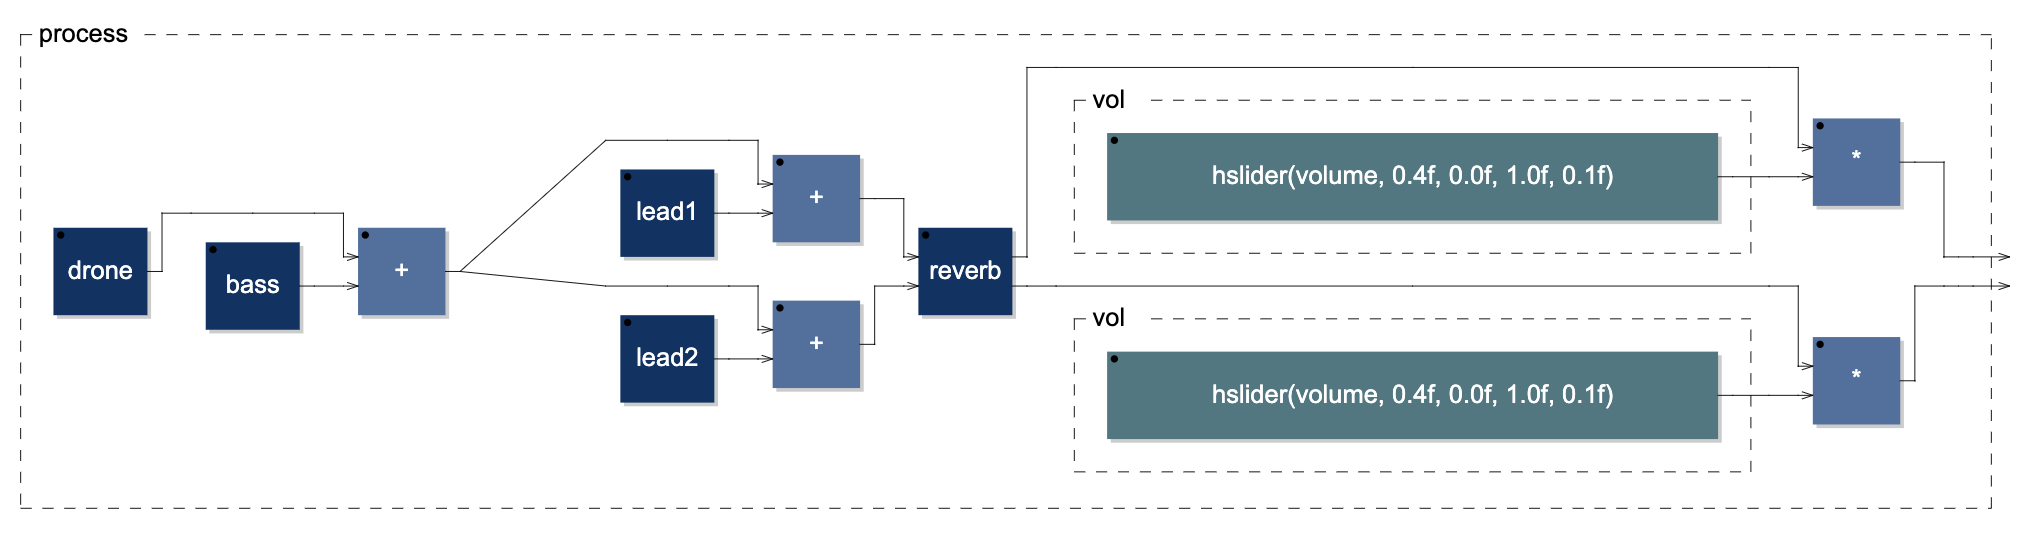 process
drone
bass
+
lead1
+
lead2
+
reverb
vol
hslider(volume, 0.4f, 0.0f, 1.0f, 0.1f)
*
vol
hslider(volume, 0.4f, 0.0f, 1.0f, 0.1f)
*